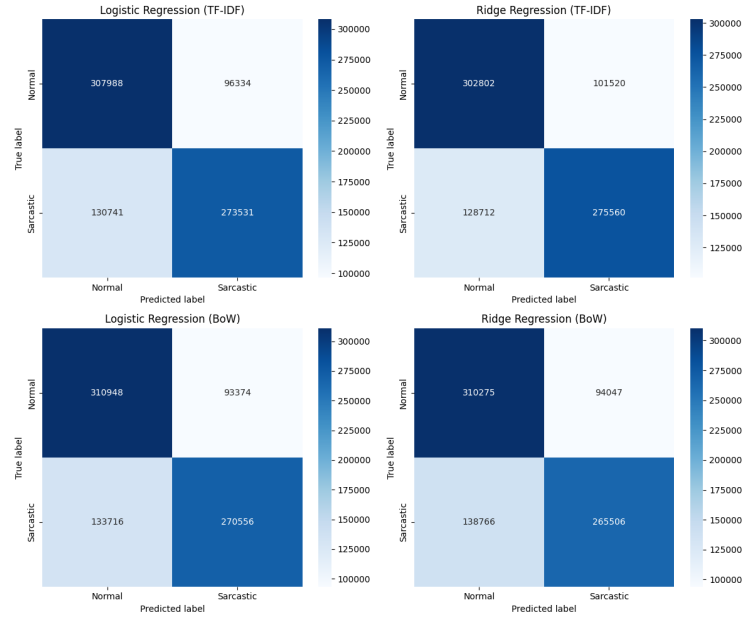 Logistic Regression (TF-IDF)
Normal
Sarcastic
True label
307988
96334
130741
273531
Normal
Sarcastic
Predicted label
300000
275000
250000
225000
200000
175000
150000
125000
100000
Ridge Regression (TF-IDF)
Normal
Sarcastic
True label
302802
101520
128712
275560
Normal
Sarcastic
Predicted label
300000
275000
250000
225000
200000
175000
150000
125000
Logistic Regression (BoW)
Normal
Sarcastic
True label
310948
93374
133716
270556
Normal
Sarcastic
Predicted label
300000
275000
250000
225000
200000
175000
150000
125000
100000
Ridge Regression (BoW)
Normal
Sarcastic
True label
310275
94047
138766
265506
Normal
Sarcastic
Predicted label
300000
275000
250000
225000
200000
175000
150000
125000
100000